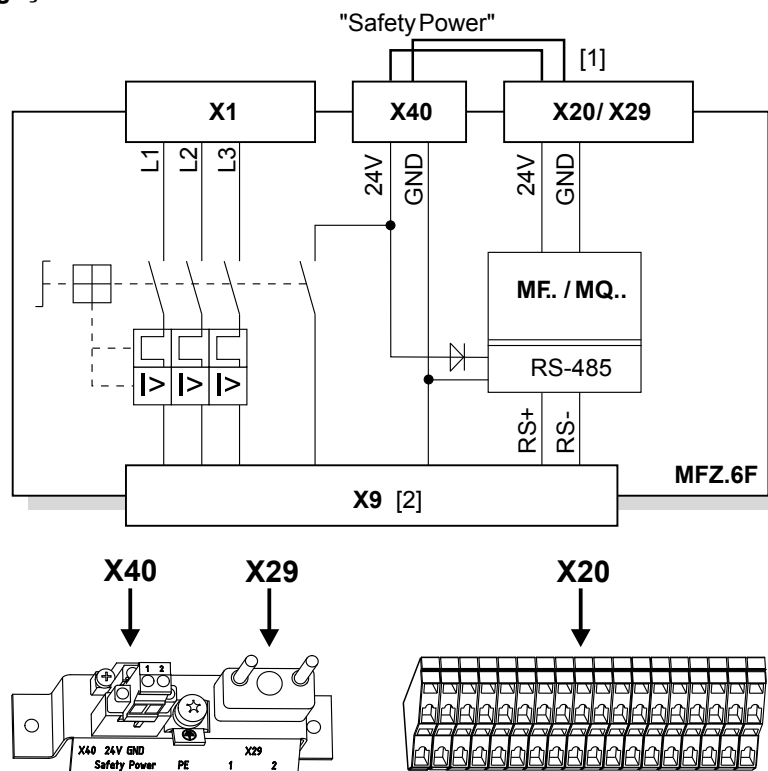 "Safety Power"
[1]
X1
X40
X20/ X29
L1
L2
L3
24V
GND
24V
GND
MF.. / MQ..
RS-485
I>
I>
I>
RS+
RS-
MFZ.6F
X9 [2]
X40
X29
X20
1 2
X40 24V GND
X29
Safety Power
PE
1
2